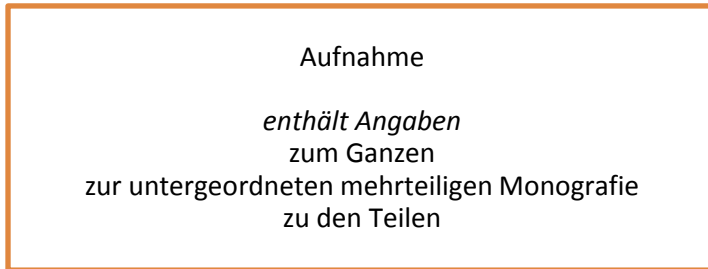 Aufnahme
enthält Angaben
zum Ganzen
zur untergeordneten mehrteiligen Monografie
zu den Teilen